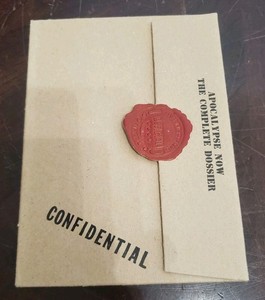 APOCALYPSE NOW
THE COMPLETE DOSSIER
CONFIDENTIAL